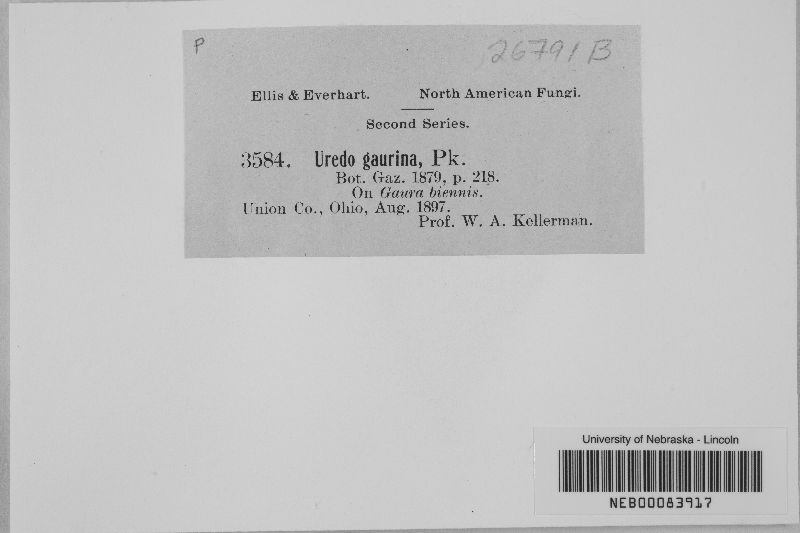 P
26791B
Ellis & Everhart. North American Fungi.
Second Series.
3584. Uredo gaurina, Pk.
Bot. Gaz. 1879, p. 218.
On Gaura biennis.
Union Co., Ohio, Aug. 1897.
Prof. W. A. Kellerman.
University of Nebraska - Lincoln
NEB00083917